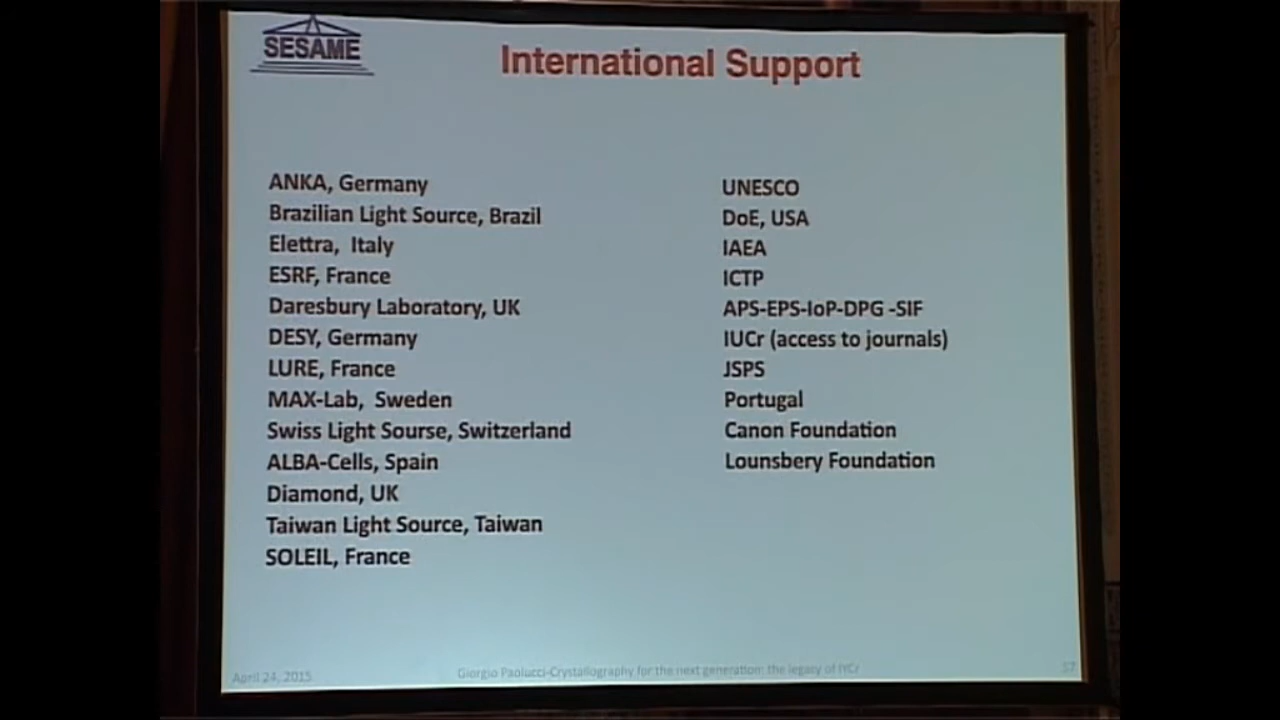 SESAME
International Support
ANKA, Germany
Brazilian Light Source, Brazil
Elettra, Italy
ESRF, France
Daresbury Laboratory, UK
DESY, Germany
LURE, France
MAX-Lab, Sweden
Swiss Light Sourse, Switzerland
ALBA-Cells, Spain
Diamond, UK
Taiwan Light Source, Taiwan
SOLEIL, France
UNESCO
DoE, USA
IAEA
ICTP
APS-EPS-IoP-DPG -SIF
IUCr (access to journals)
JSPS
Portugal
Canon Foundation
Lounsbery Foundation
April 24, 2015
Giorgio Paolucci-Crystallography for the next generation: the legacy of IYCr
57